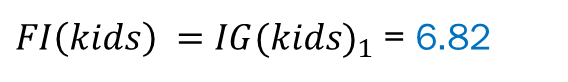 FI(kids) = IG(kids)₁ = 6.82